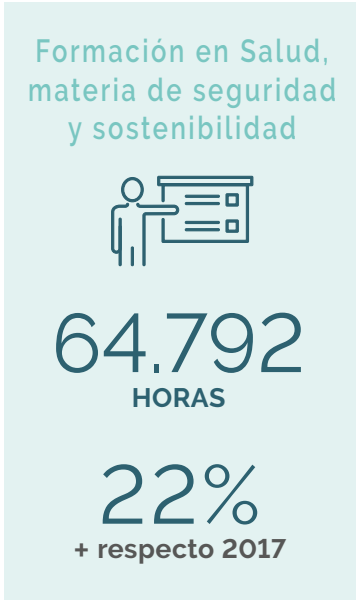 Formación en Salud,
materia de seguridad
y sostenibilidad
64.792
HORAS
22%
+ respecto 2017